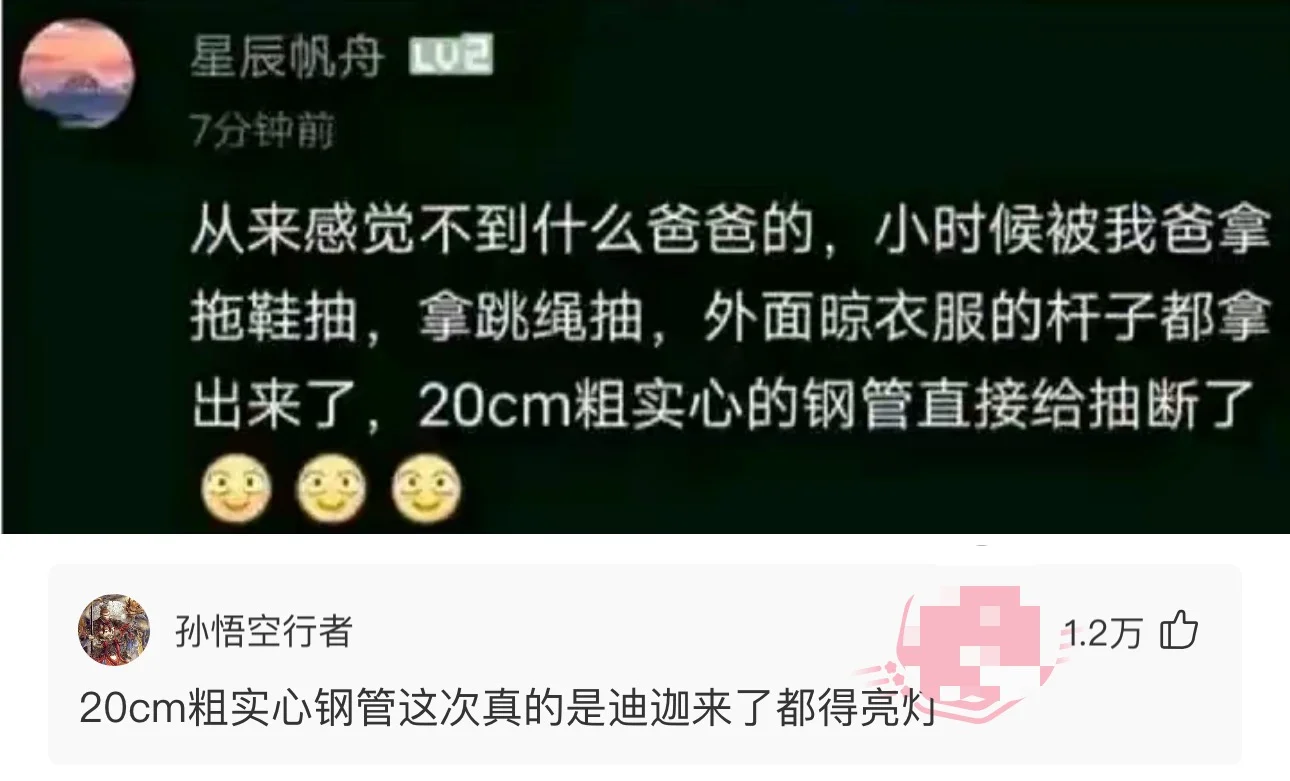 星辰帆舟 LV2
7分钟前
从来感觉不到什么爸爸的，小时候被我爸拿
拖鞋抽，拿跳绳抽，外面晾衣服的杆子都拿
出来了，20cm粗实心的钢管直接给抽断了
孙悟空行者
1.2万
20cm粗实心钢管这次真的是迪迦来了都得亮灯